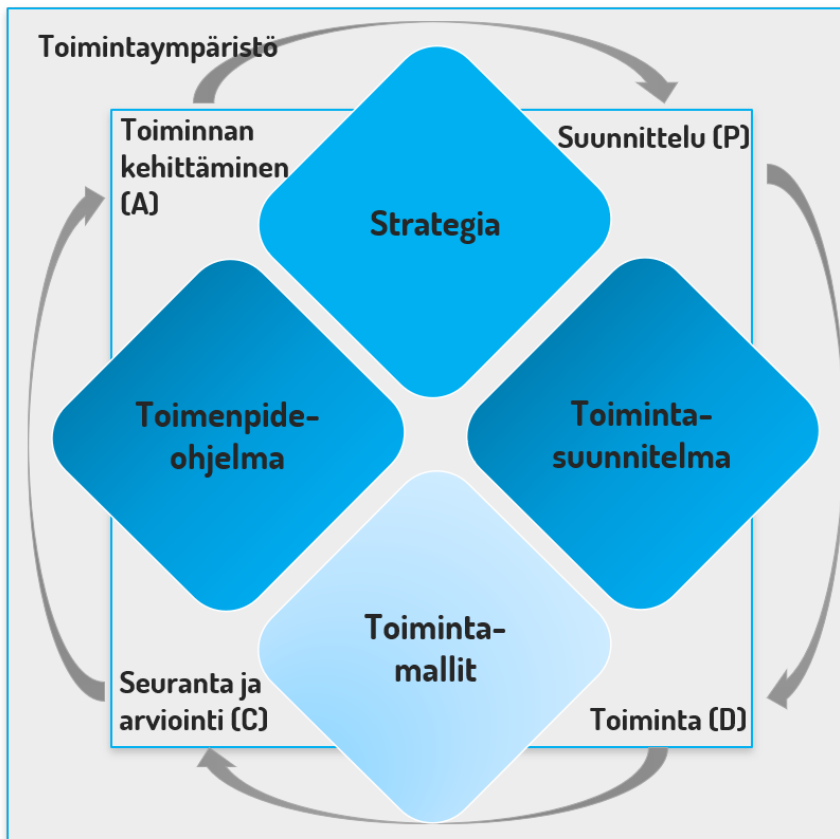 Toimintaympäristö
Toiminnan
kehittäminen
(A)
Suunnittelu (P)
Strategia
Toimenpide-
ohjelma
Toiminta-
suunnitelma
Toiminta-
mallit
Seuranta ja
arviointi (C)
Toiminta (D)